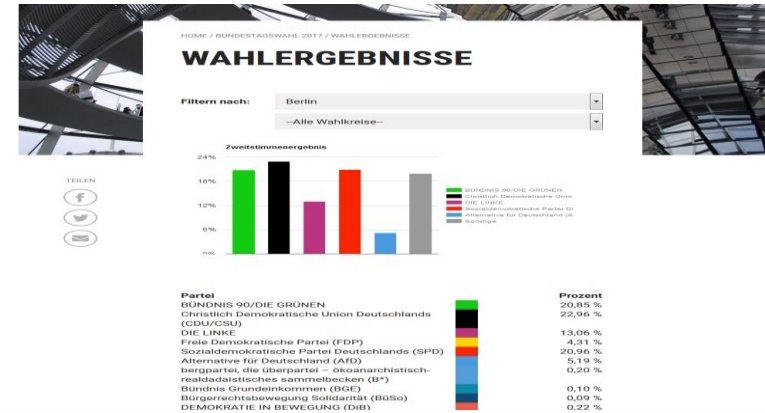 HOME / BUNDESTAGSWAHL 2017 / WAHLERGEBNISSE
WAHLERGEBNISSE
Filtern nach:
Berlin
--Alle Wahlkreise--
TEILEN
Zweitstimmenergebnis
24%
18%
12%
6%
0%
BÜNDNIS 90/DIE GRÜNEN
Christlich Demokratische Unio
DIE LINKE
Sozialdemokratische Partei D
Alternative für Deutschland (A
Sonstige
Partei Prozent
BÜNDNIS 90/DIE GRÜNEN 20,85 %
Christlich Demokratische Union Deutschlands 22,96 %
(CDU/CSU)
DIE LINKE 13,06 %
Freie Demokratische Partei (FDP) 4,31 %
Sozialdemokratische Partei Deutschlands (SPD) 20,96 %
Alternative für Deutschland (AfD) 5,19 %
bergpartei, die überpartei – ökoanarchistisch- 0,20 %
realdadaistisches sammelbecken (B*)
Bündnis Grundeinkommen (BGE) 0,10 %
Bürgerrechtsbewegung Solidarität (BüSo) 0,09 %
DEMOKRATIE IN BEWEGUNG (DiB) 0,22 %